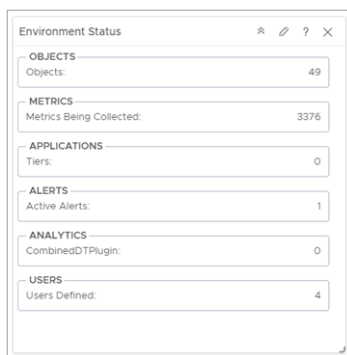 Environment Status ?
OBJECTS
Objects: 49
METRICS
Metrics Being Collected: 3376
APPLICATIONS
Tiers: 0
ALERTS
Active Alerts: 1
ANALYTICS
CombinedDTPlugin: 0
USERS
Users Defined: 4